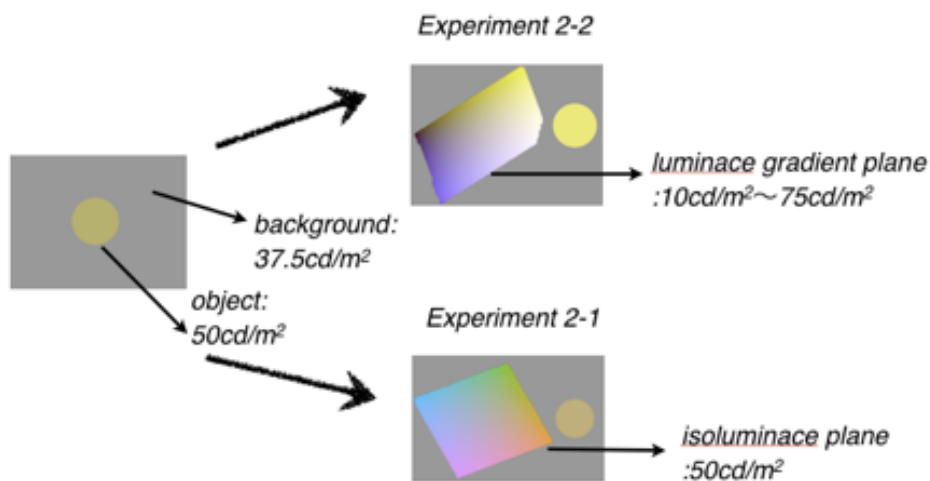 Experiment 2-2
luminace gradient plane
:10cd/m²～75cd/m²
background:
37.5cd/m²
object:
50cd/m²
Experiment 2-1
isoluminace plane
:50cd/m²